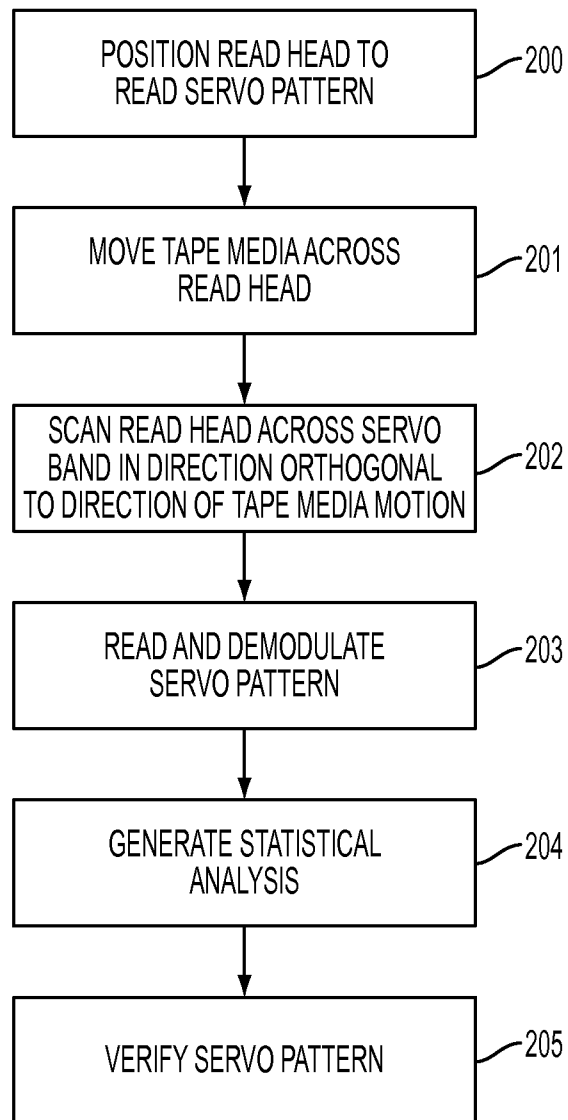 POSITION READ HEAD TO
READ SERVO PATTERN
200
MOVE TAPE MEDIA ACROSS
READ HEAD
201
SCAN READ HEAD ACROSS SERVO
BAND IN DIRECTION ORTHOGONAL
TO DIRECTION OF TAPE MEDIA MOTION
202
READ AND DEMODULATE
SERVO PATTERN
203
GENERATE STATISTICAL
ANALYSIS
204
VERIFY SERVO PATTERN
205